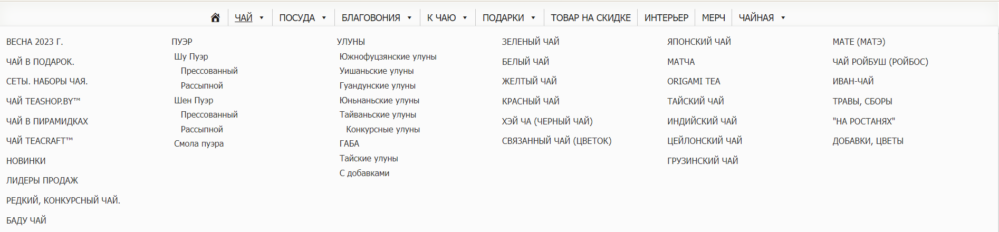 ЧАЙ
ПОСУДА
БЛАГОВОНИЯ
К ЧАЮ
ПОДАРКИ
ТОВАР НА СКИДКЕ
ИНТЕРЬЕР
МЕРЧ
ЧАЙНАЯ
ВЕСНА 2023 Г.
ЧАЙ В ПОДАРОК.
СЕТЫ. НАБОРЫ ЧАЯ.
ЧАЙ TEASHOP.BY™
ЧАЙ В ПИРАМИДКАХ
ЧАЙ TEACRAFT™
НОВИНКИ
ЛИДЕРЫ ПРОДАЖ
РЕДКИЙ, КОНКУРСНЫЙ ЧАЙ.
БАДУ ЧАЙ
ПУЭР
Шу Пуэр
Прессованный
Рассыпной
Шен Пуэр
Прессованный
Рассыпной
Смола пуэра
УЛУНЫ
Южнофуцзянские улуны
Уишаньские улуны
Гуандунские улуны
Юньнаньские улуны
Тайваньские улуны
Конкурсные улуны
ГАБА
Тайские улуны
С добавками
ЗЕЛЕНЫЙ ЧАЙ
БЕЛЫЙ ЧАЙ
ЖЕЛТЫЙ ЧАЙ
КРАСНЫЙ ЧАЙ
ХЭЙ ЧА (ЧЕРНЫЙ ЧАЙ)
СВЯЗАННЫЙ ЧАЙ (ЦВЕТОК)
ЯПОНСКИЙ ЧАЙ
МАТЧА
ORIGAMI TEA
ТАЙСКИЙ ЧАЙ
ИНДИЙСКИЙ ЧАЙ
ЦЕЙЛОНСКИЙ ЧАЙ
ГРУЗИНСКИЙ ЧАЙ
МАТЕ (МАТЭ)
ЧАЙ РОЙБУШ (РОЙБОС)
ИВАН-ЧАЙ
ТРАВЫ, СБОРЫ
"НА РОСТАНЯХ"
ДОБАВКИ, ЦВЕТЫ